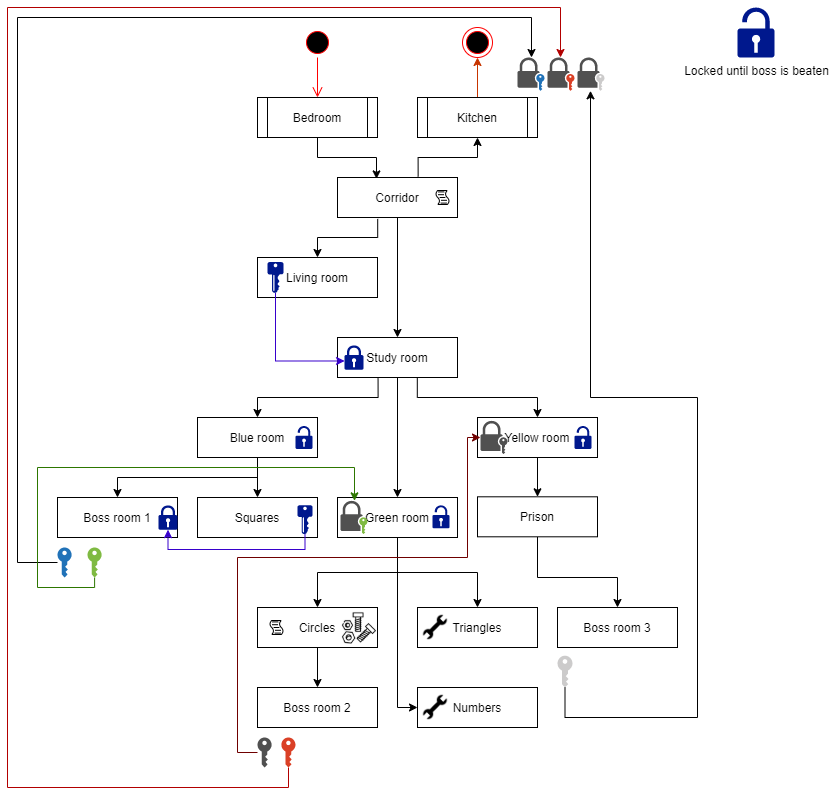 Locked until boss is beaten
Bedroom
Kitchen
Corridor
Living room
Study room
Blue room
Yellow room
Boss room 1
Squares
Green room
Prison
Circles
Triangles
Boss room 3
Boss room 2
Numbers